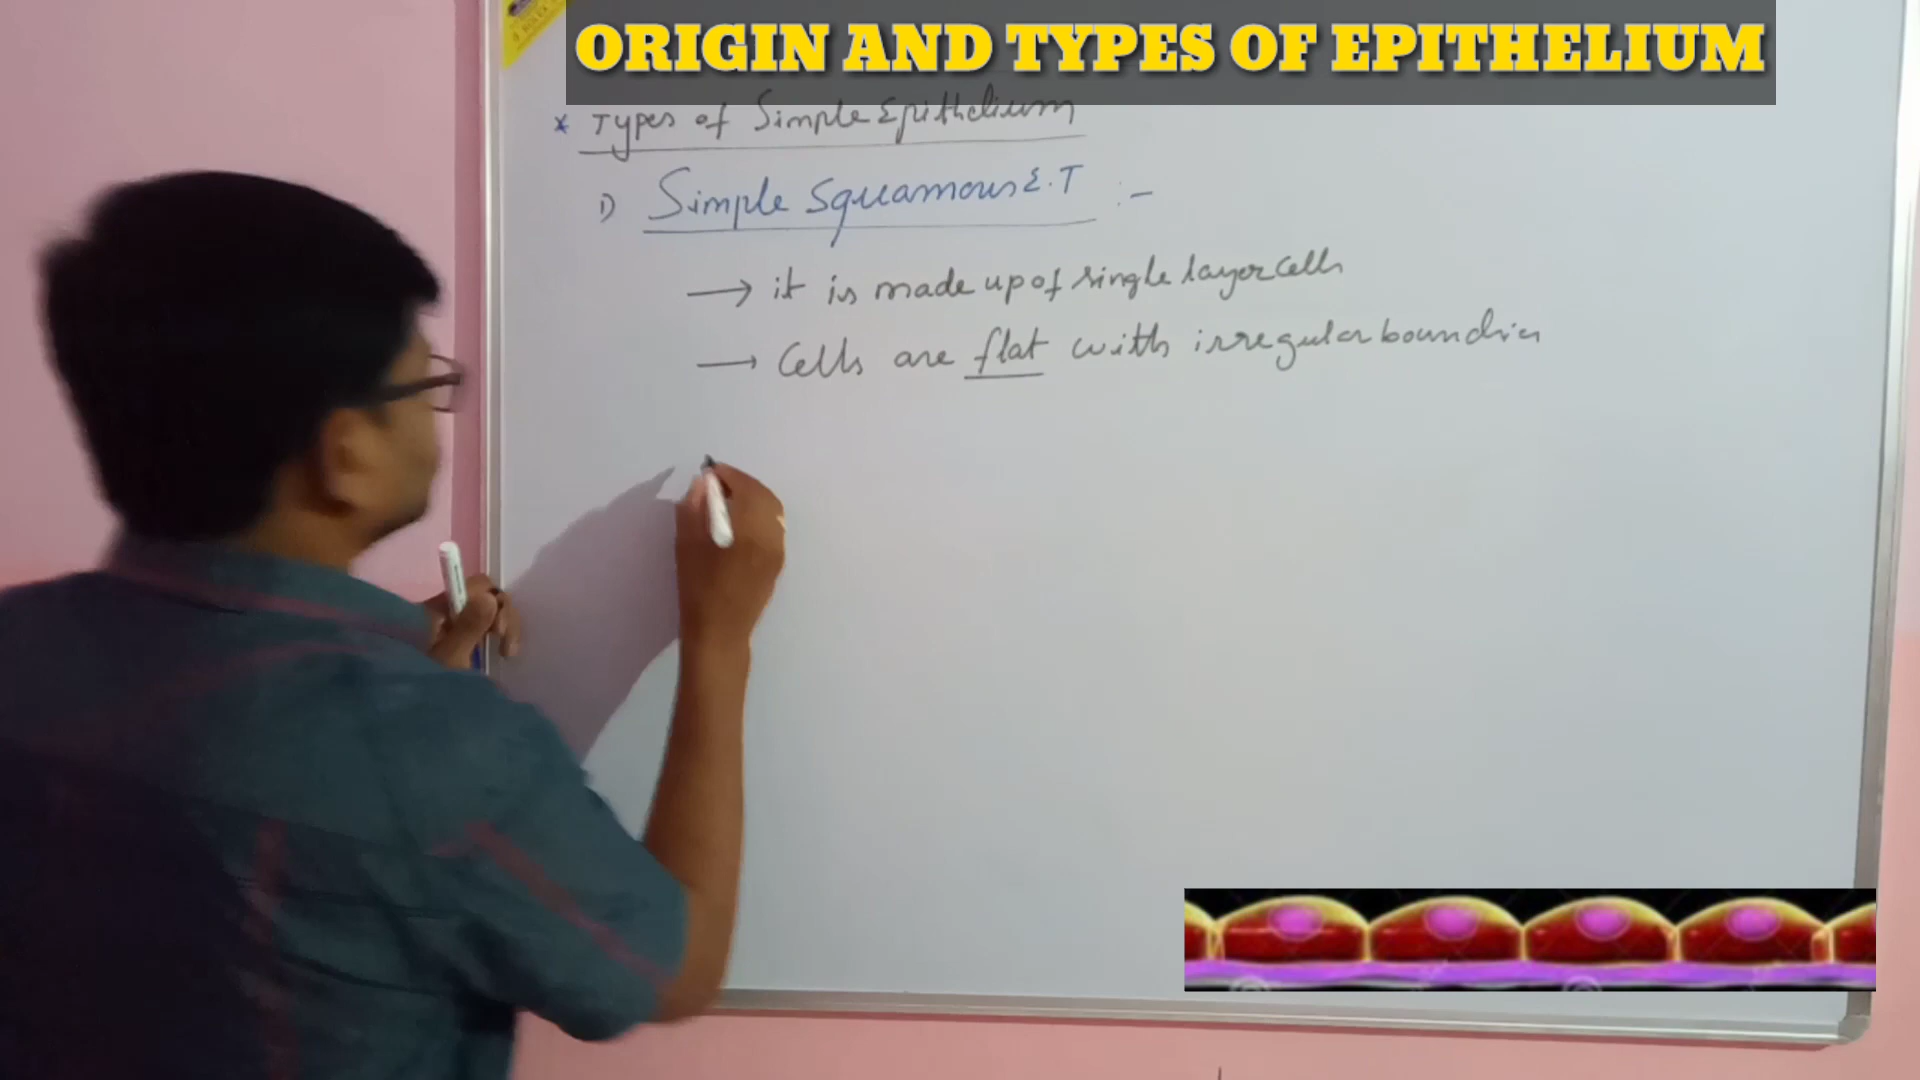 ORIGIN AND TYPES OF EPITHELIUM
* Types of Simple Epithelium
1) Simple Squamous E.T :-
→ it is made up of single layer cells
→ Cells are flat with irregular boundries